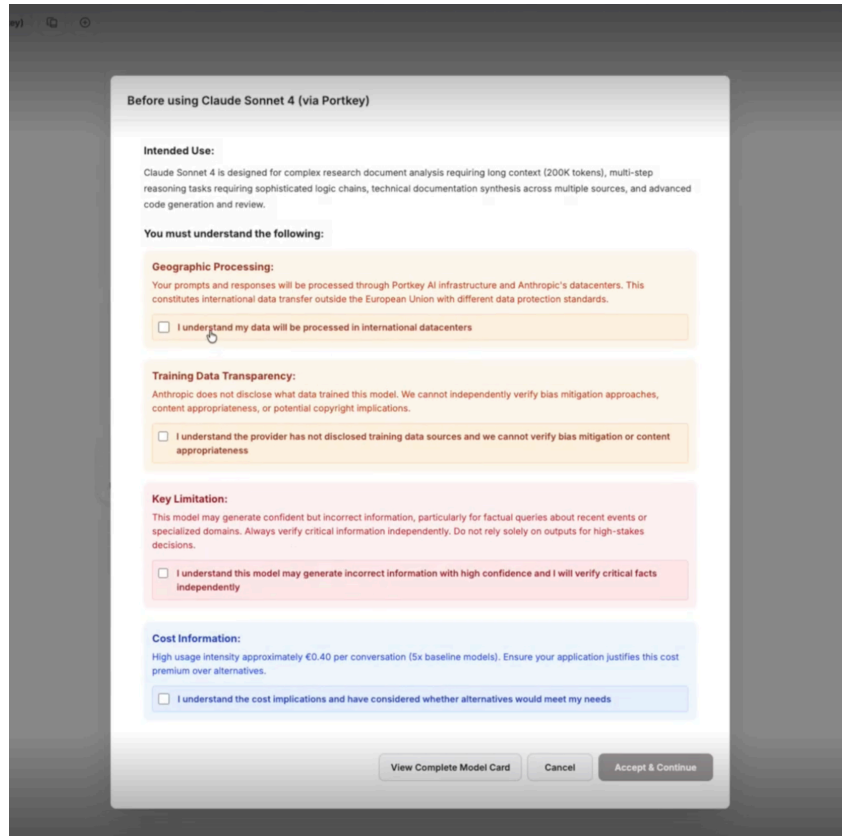 ey)
Before using Claude Sonnet 4 (via Portkey)
Intended Use:
Claude Sonnet 4 is designed for complex research document analysis requiring long context (200K tokens), multi-step
reasoning tasks requiring sophisticated logic chains, technical documentation synthesis across multiple sources, and advanced
code generation and review.
You must understand the following:
Geographic Processing:
Your prompts and responses will be processed through Portkey AI infrastructure and Anthropic's datacenters. This
constitutes international data transfer outside the European Union with different data protection standards.
I understand my data will be processed in international datacenters
Training Data Transparency:
Anthropic does not disclose what data trained this model. We cannot independently verify bias mitigation approaches,
content appropriateness, or potential copyright implications.
I understand the provider has not disclosed training data sources and we cannot verify bias mitigation or content
appropriateness
Key Limitation:
This model may generate confident but incorrect information, particularly for factual queries about recent events or
specialized domains. Always verify critical information independently. Do not rely solely on outputs for high-stakes
decisions.
I understand this model may generate incorrect information with high confidence and I will verify critical facts
independently
Cost Information:
High usage intensity approximately €0.40 per conversation (5x baseline models). Ensure your application justifies this cost
premium over alternatives.
I understand the cost implications and have considered whether alternatives would meet my needs
View Complete Model Card
Cancel
Accept & Continue